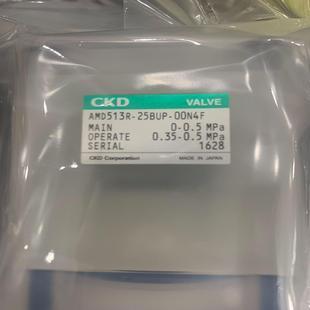 CKD VALVE
AMD513R-25BUP-00N4F
MAIN 0-0.5 MPa
OPERATE 0.35-0.5 MPa
SERIAL 1628
CKD Corporation MADE IN JAPAN